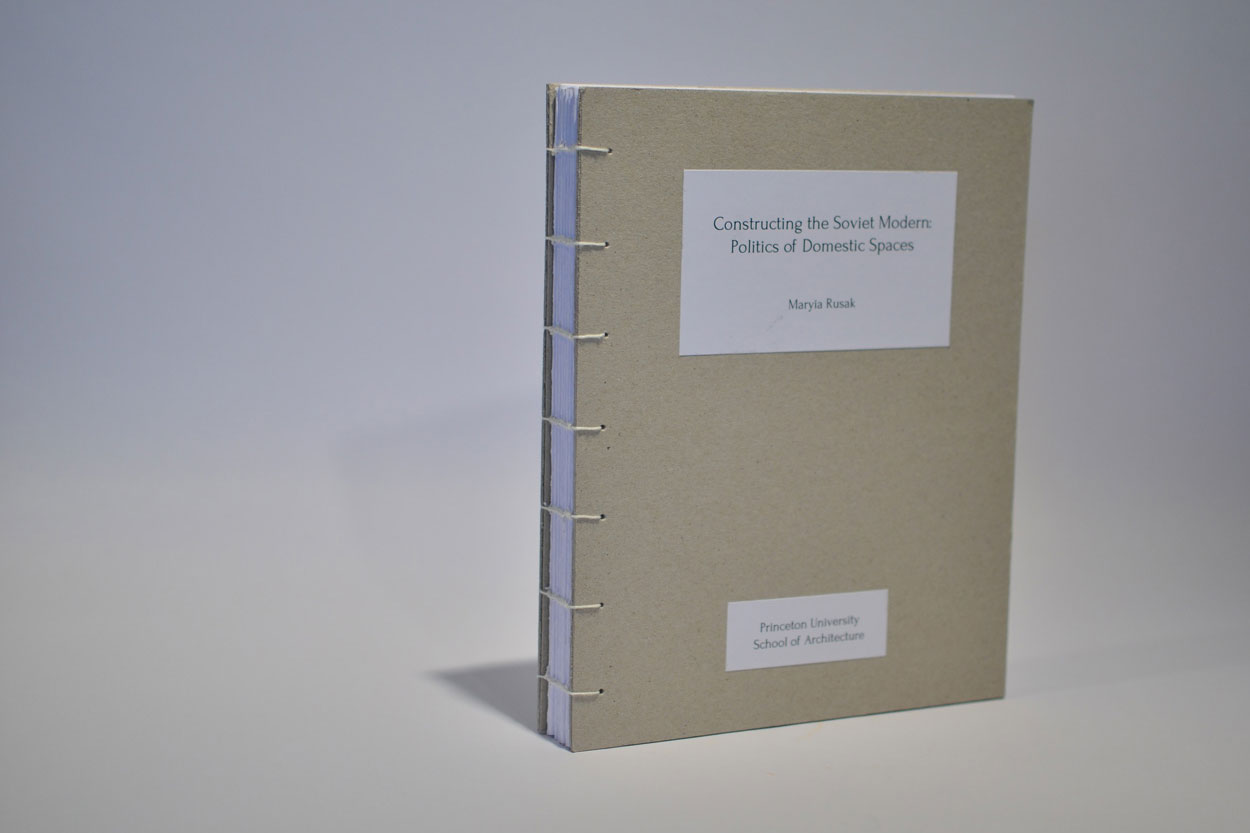 Constructing the Soviet Modern:
Politics of Domestic Spaces
Maryia Rusak
Princeton University
School of Architecture